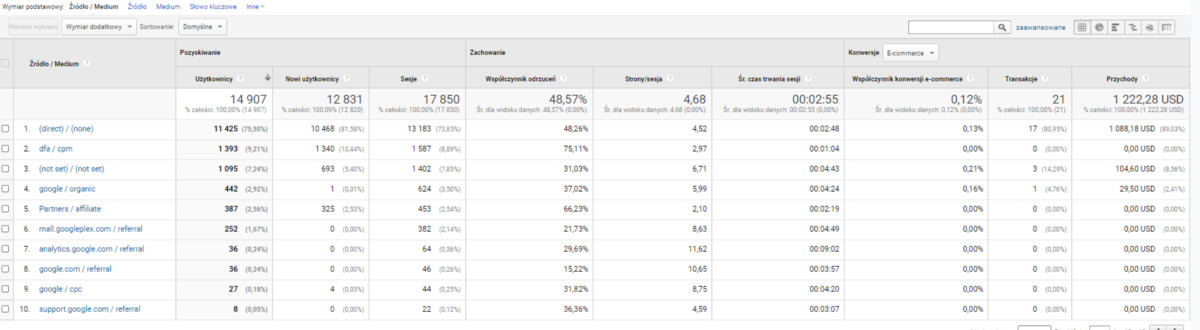 Wymiar podstawowy: Źródło / Medium Źródło Medium Słowo kluczowe Inne
Wiersze wykresu Wymiar dodatkowy Sortowanie: Domyślne zaawansowane
Pozyskiwanie Zachowanie Konwersje E-commerce
Źródło / Medium Użytkownicy Nowi użytkownicy Sesje Współczynnik odrzuceń Strony/sesja Śr. czas trwania sesji Współczynnik konwersji e-commerce Transakcje Przychody
14 907 12 831 17 850 48,57% 4,68 00:02:55 0,12% 21 1 222,28 USD
% całości: 100,00% (14 907) % całości: 100,09% (12 820) % całości: 100,00% (17 850) Śr. dla widoku danych: 48,57% (0,00%) Śr. dla widoku danych: 4,68 (0,00%) Śr. dla widoku danych: 00:02:55 (0,00%) Śr. dla widoku danych: 0,12% (0,00%) % całości: 100,00% (21) % całości: 100,00% (1 222,28 USD)
1. (direct) / (none) 11 425 (75,50%) 10 468 (81,58%) 13 183 (73,85%) 48,26% 4,52 00:02:48 0,13% 17 (80,95%) 1 088,18 USD (89,03%)
2. dfa / cpm 1 393 (9,21%) 1 340 (10,44%) 1 587 (8,89%) 75,11% 2,97 00:01:04 0,00% 0 (0,00%) 0,00 USD (0,00%)
3. (not set) / (not set) 1 095 (7,24%) 693 (5,40%) 1 402 (7,85%) 31,03% 6,71 00:04:43 0,21% 3 (14,29%) 104,60 USD (8,56%)
4. google / organic 442 (2,92%) 1 (0,01%) 624 (3,50%) 37,02% 5,99 00:04:24 0,16% 1 (4,76%) 29,50 USD (2,41%)
5. Partners / affiliate 387 (2,56%) 325 (2,53%) 453 (2,54%) 66,23% 2,10 00:02:19 0,00% 0 (0,00%) 0,00 USD (0,00%)
6. mall.googleplex.com / referral 252 (1,67%) 0 (0,00%) 382 (2,14%) 21,73% 8,63 00:04:49 0,00% 0 (0,00%) 0,00 USD (0,00%)
7. analytics.google.com / referral 36 (0,24%) 0 (0,00%) 64 (0,36%) 29,69% 11,62 00:09:02 0,00% 0 (0,00%) 0,00 USD (0,00%)
8. google.com / referral 36 (0,24%) 0 (0,00%) 46 (0,26%) 15,22% 10,65 00:03:57 0,00% 0 (0,00%) 0,00 USD (0,00%)
9. google / cpc 27 (0,18%) 4 (0,03%) 44 (0,25%) 31,82% 8,75 00:04:20 0,00% 0 (0,00%) 0,00 USD (0,00%)
10. support.google.com / referral 8 (0,05%) 0 (0,00%) 22 (0,12%) 36,36% 4,59 00:03:07 0,00% 0 (0,00%) 0,00 USD (0,00%)